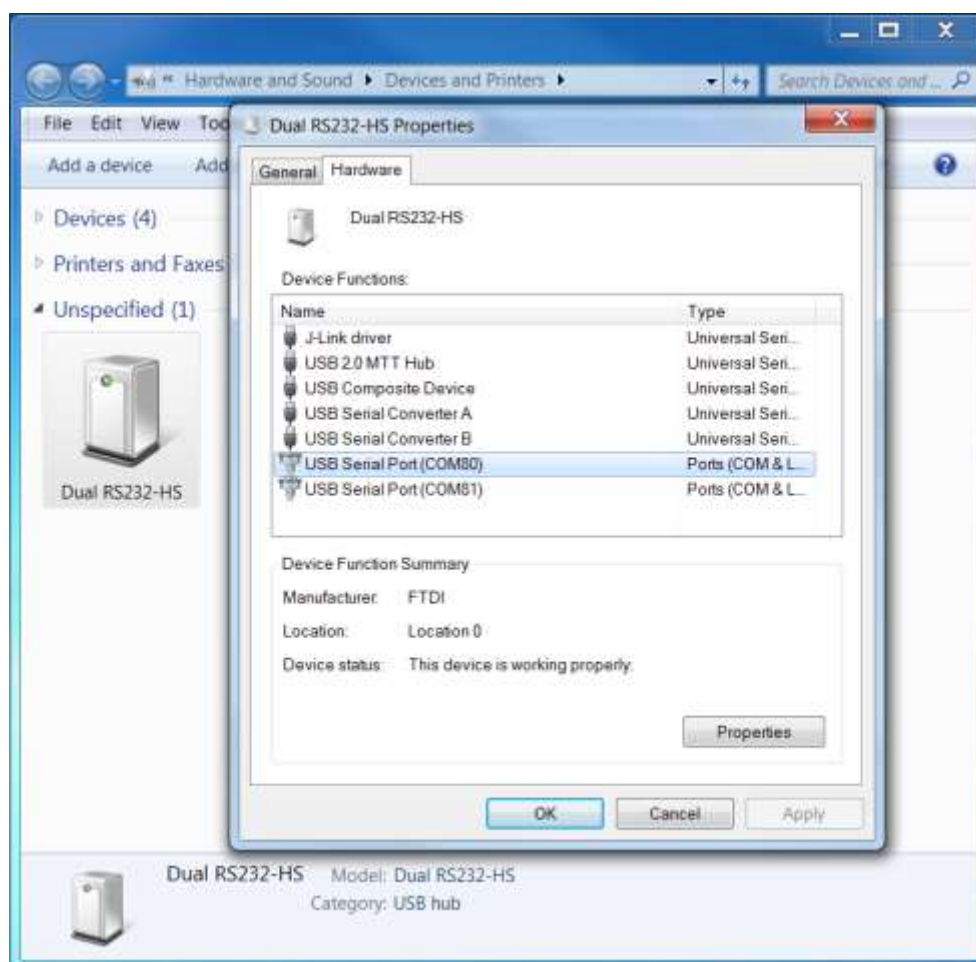 Hardware and Sound Devices and Printers
Search Devices and ...
File Edit View Too
Add a device Add
Devices (4)
Printers and Faxes
Unspecified (1)
Dual RS232-HS
Dual RS232-HS Properties
General Hardware
Dual RS232-HS
Device Functions:
Name Type
J-Link driver Universal Seri...
USB 2.0 MTT Hub Universal Seri...
USB Composite Device Universal Seri...
USB Serial Converter A Universal Seri...
USB Serial Converter B Universal Seri...
USB Serial Port (COM80) Ports (COM & L...
USB Serial Port (COM81) Ports (COM & L...
Device Function Summary
Manufacturer: FTDI
Location: Location 0
Device status: This device is working properly.
Properties
OK Cancel Apply
Dual RS232-HS Model: Dual RS232-HS
Category: USB hub